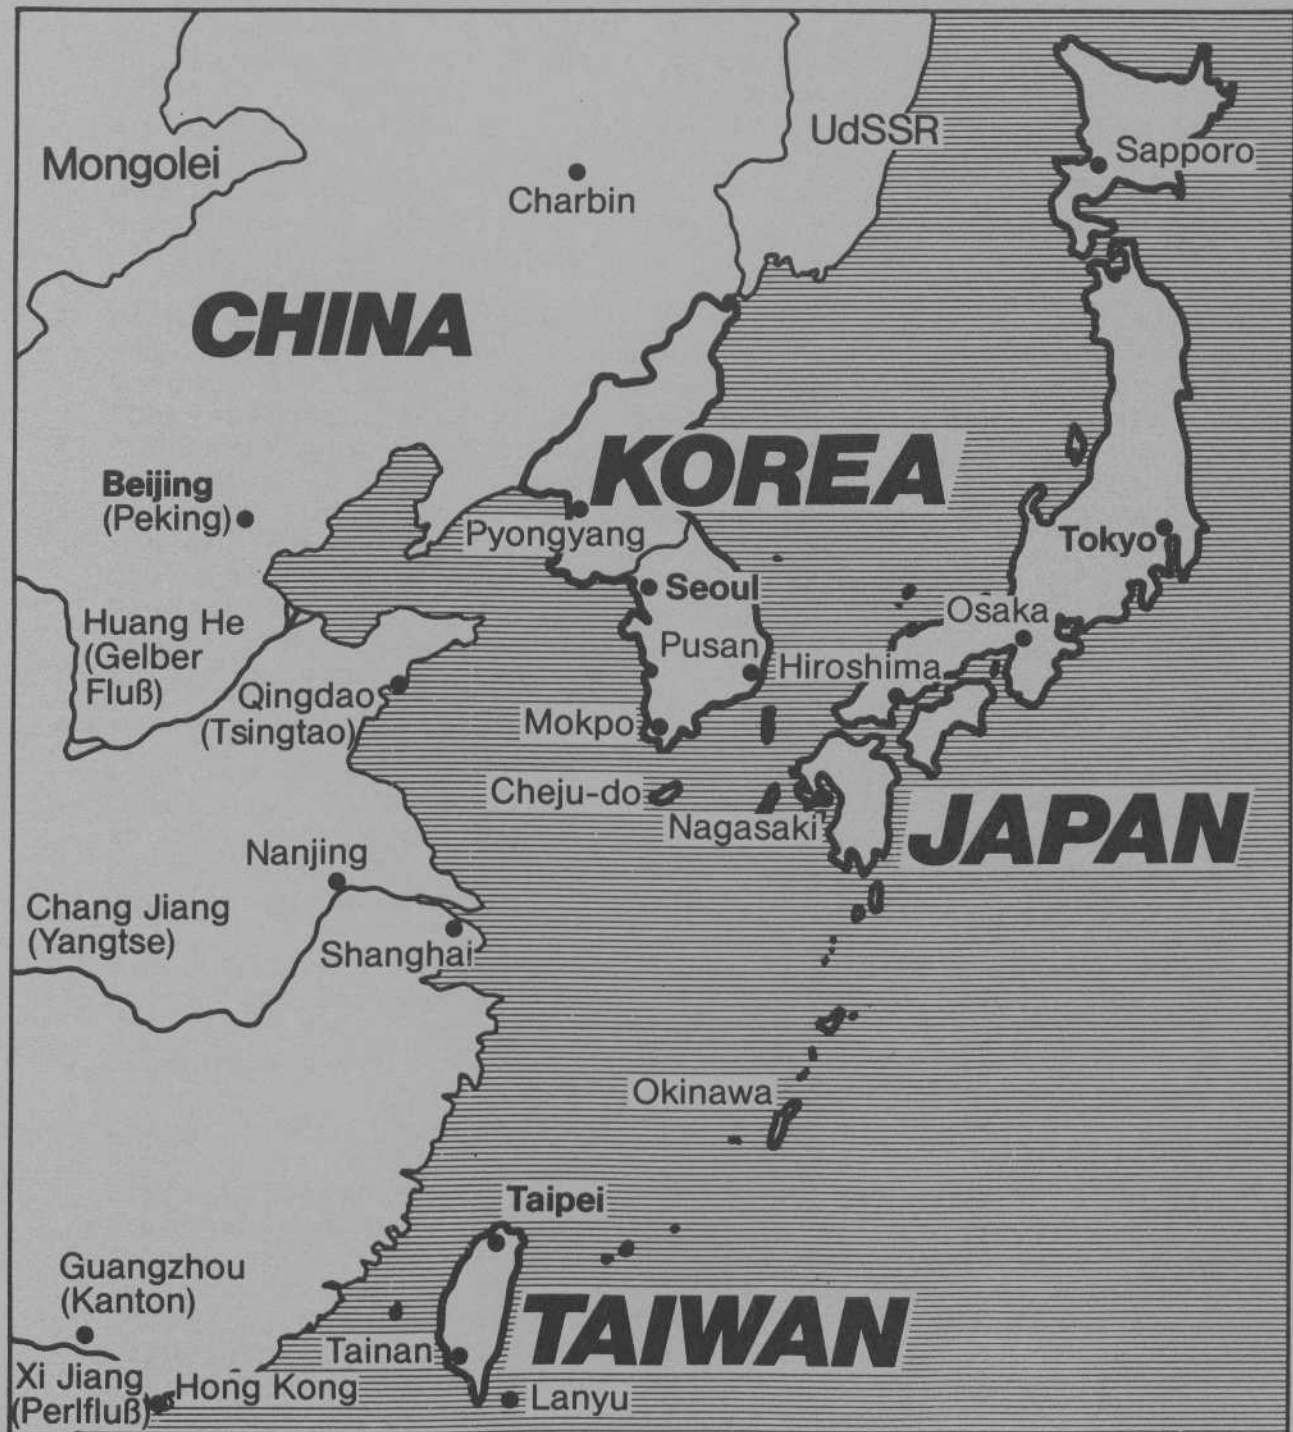 UdSSR
Sapporo
Mongolei
Charbin
CHINA
KOREA
Beijing
(Peking)
Pyongyang
Tokyo
Seoul
Osaka
Huang He
(Gelber
Fluß)
Pusan
Hiroshima
Qingdao
(Tsingtao)
Mokpo
Cheju-do
Nagasaki
JAPAN
Nanjing
Chang Jiang
(Yangtse)
Shanghai
Okinawa
Taipei
Guangzhou
(Kanton)
TAIWAN
Tainan
Xi Jiang
(Perlfluß)
Hong Kong
Lanyu